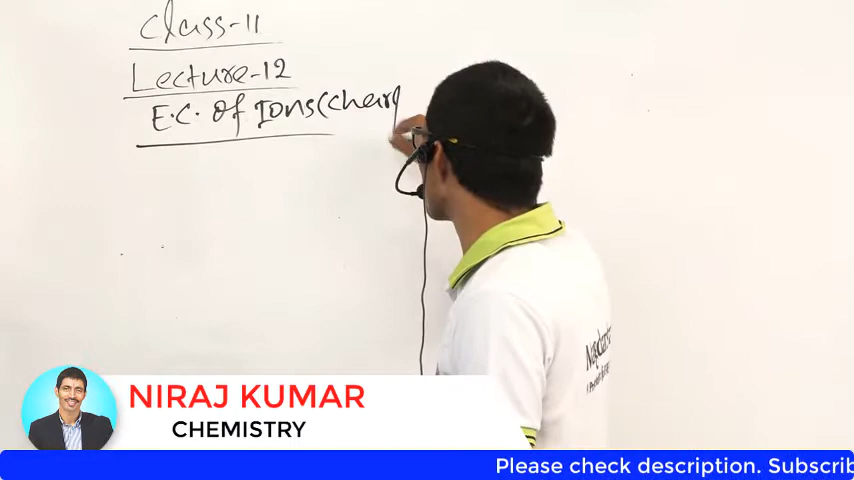 Class-11
Lecture-12
E.C. Of Ions(charg
NIRAJ KUMAR
CHEMISTRY
Please check description. Subscrib